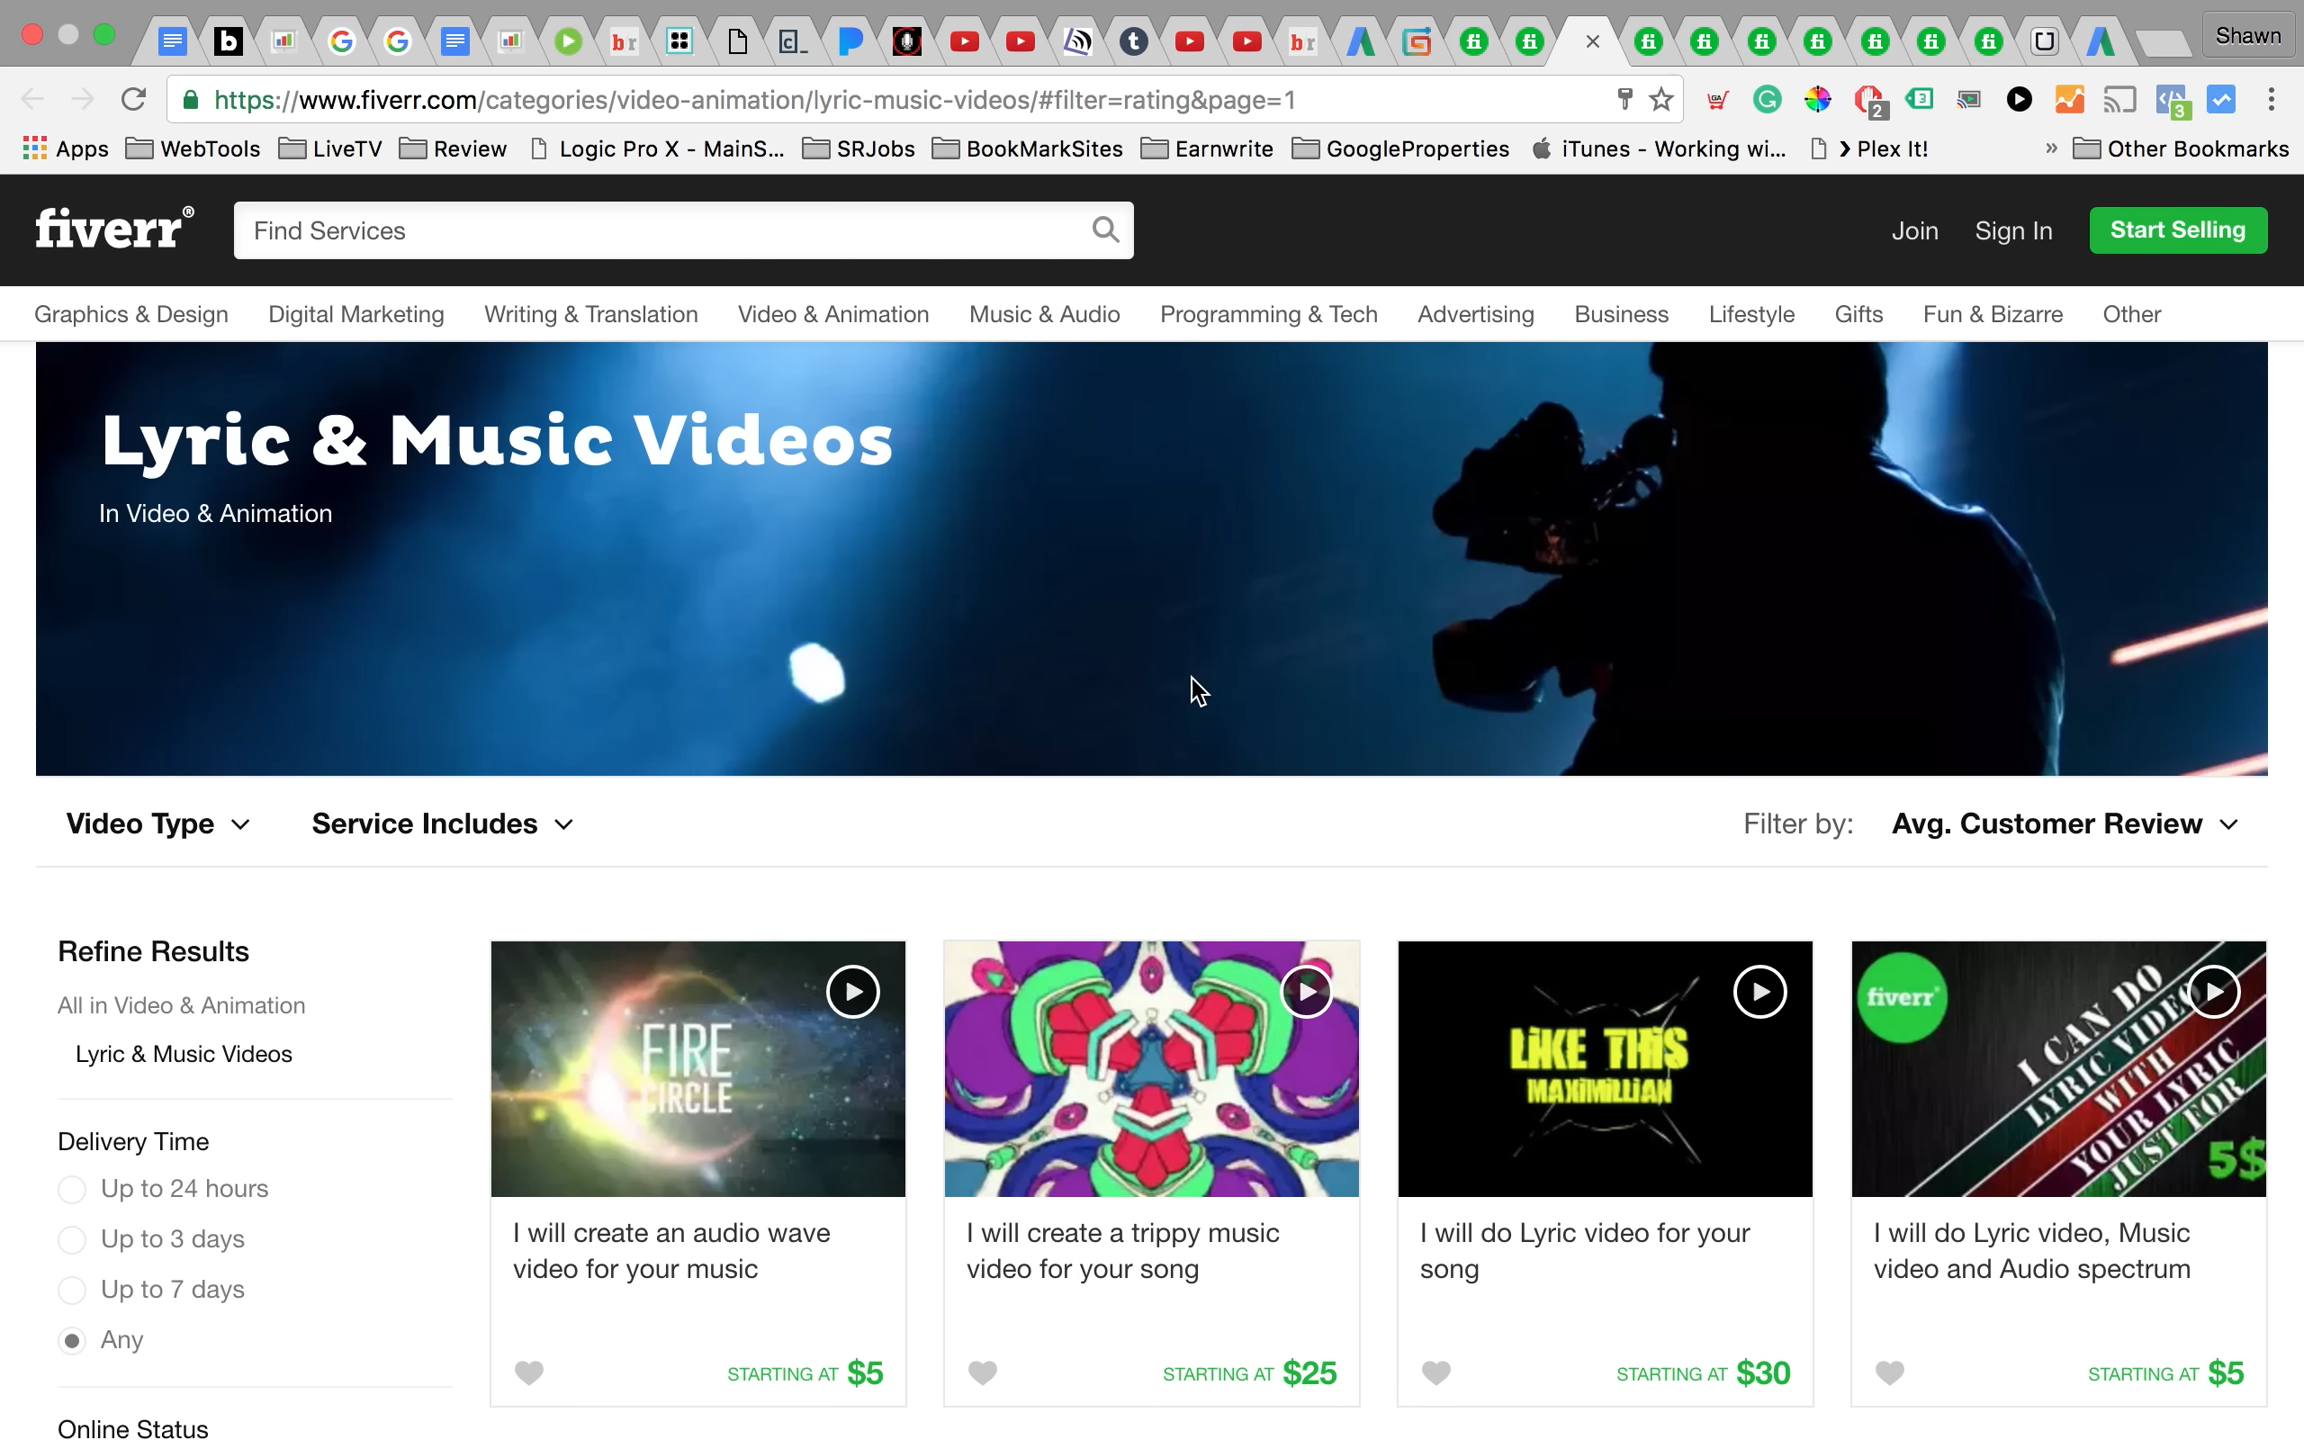 Shawn
https://www.fiverr.com/categories/video-animation/lyric-music-videos/#filter=rating&page=1
2
3
3
Apps
WebTools
LiveTV
Review
Logic Pro X - MainS...
SRJobs
BookMarkSites
Earnwrite
GoogleProperties
iTunes - Working wi...
❯ Plex It!
»
Other Bookmarks
fiverr®
Find Services
Join
Sign In
Start Selling
Graphics & Design
Digital Marketing
Writing & Translation
Video & Animation
Music & Audio
Programming & Tech
Advertising
Business
Lifestyle
Gifts
Fun & Bizarre
Other
Lyric & Music Videos
In Video & Animation
Video Type
Service Includes
Filter by:
Avg. Customer Review
Refine Results
All in Video & Animation
Lyric & Music Videos
Delivery Time
Up to 24 hours
Up to 3 days
Up to 7 days
Any
Online Status
FIRE
CIRCLE
I will create an audio wave
video for your music
STARTING AT $5
I will create a trippy music
video for your song
STARTING AT $25
LIKE THIS
MAXIMILLIAN
I will do Lyric video for your
song
STARTING AT $30
fiverr
I CAN DO
LYRIC VIDEO
WITH
YOUR LYRIC
JUST FOR
5$
I will do Lyric video, Music
video and Audio spectrum
STARTING AT $5